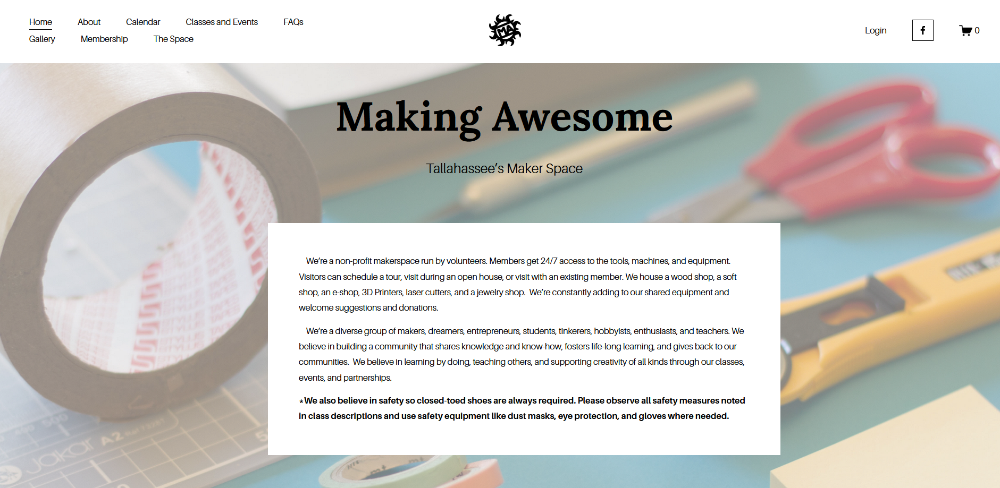 Home About Calendar Classes and Events FAQs
Gallery Membership The Space
MA
Login
0
Making Awesome
Tallahassee’s Maker Space
We’re a non-profit makerspace run by volunteers. Members get 24/7 access to the tools, machines, and equipment.
Visitors can schedule a tour, visit during an open house, or visit with an existing member. We house a wood shop, a soft
shop, an e-shop, 3D Printers, laser cutters, and a jewelry shop.  We’re constantly adding to our shared equipment and
welcome suggestions and donations.
We’re a diverse group of makers, dreamers, entrepreneurs, students, tinkerers, hobbyists, enthusiasts, and teachers. We
believe in building a community that shares knowledge and know-how, fosters life-long learning, and gives back to our
communities.  We believe in learning by doing, teaching others, and supporting creativity of all kinds through our classes,
events, and partnerships.
*We also believe in safety so closed-toed shoes are always required. Please observe all safety measures noted
in class descriptions and use safety equipment like dust masks, eye protection, and gloves where needed.
Jakar A2
mt